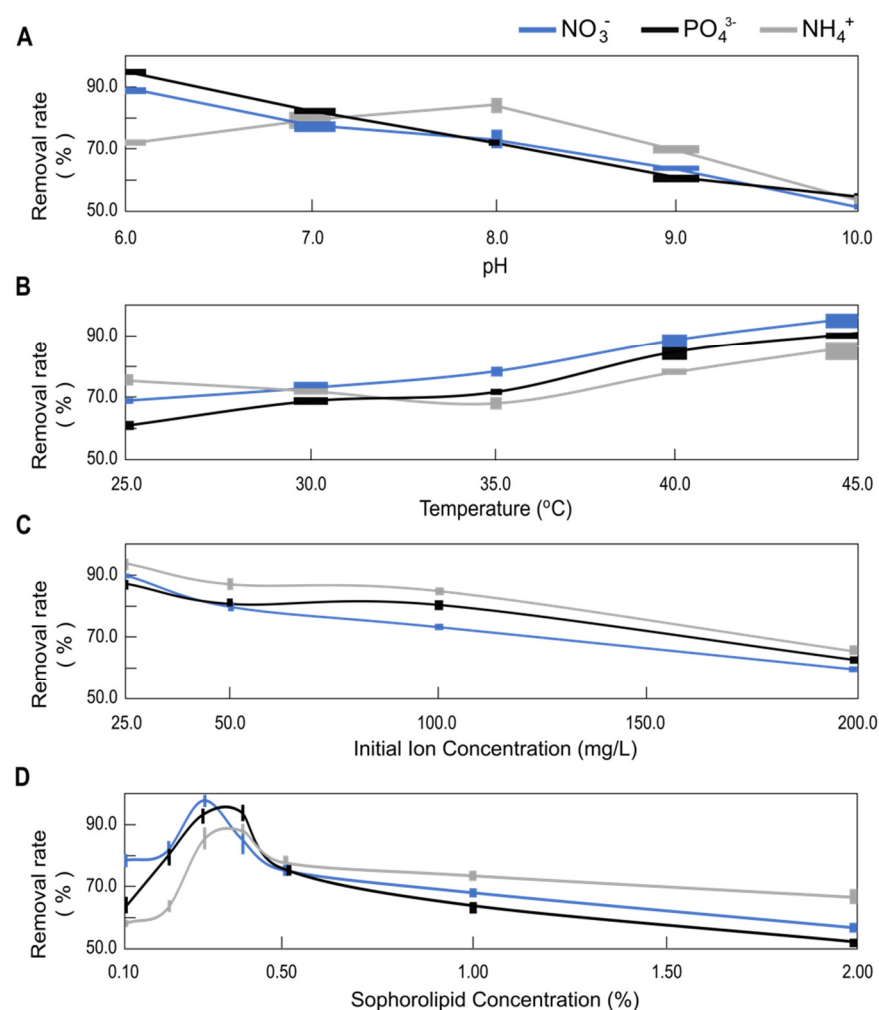 A
NO₃⁻ PO₄³⁻ NH₄⁺
Removal rate
( % )
90.0
70.0
50.0
6.0 7.0 8.0 9.0 10.0
pH
B
Removal rate
( % )
90.0
70.0
50.0
25.0 30.0 35.0 40.0 45.0
Temperature (ºC)
C
Removal rate
( % )
90.0
70.0
50.0
25.0 50.0 100.0 150.0 200.0
Initial Ion Concentration (mg/L)
D
Removal rate
( % )
90.0
70.0
50.0
0.10 0.50 1.00 1.50 2.00
Sophorolipid Concentration (%)